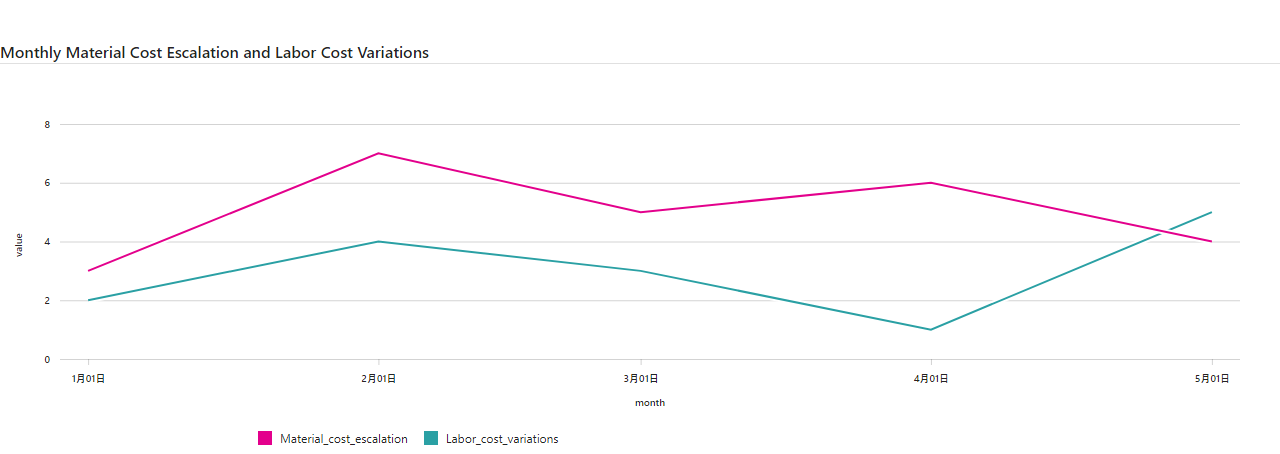 Monthly Material Cost Escalation and Labor Cost Variations
8
6
4
2
0
value
1月01日 2月01日 3月01日 4月01日 5月01日
month
Material_cost_escalation Labor_cost_variations